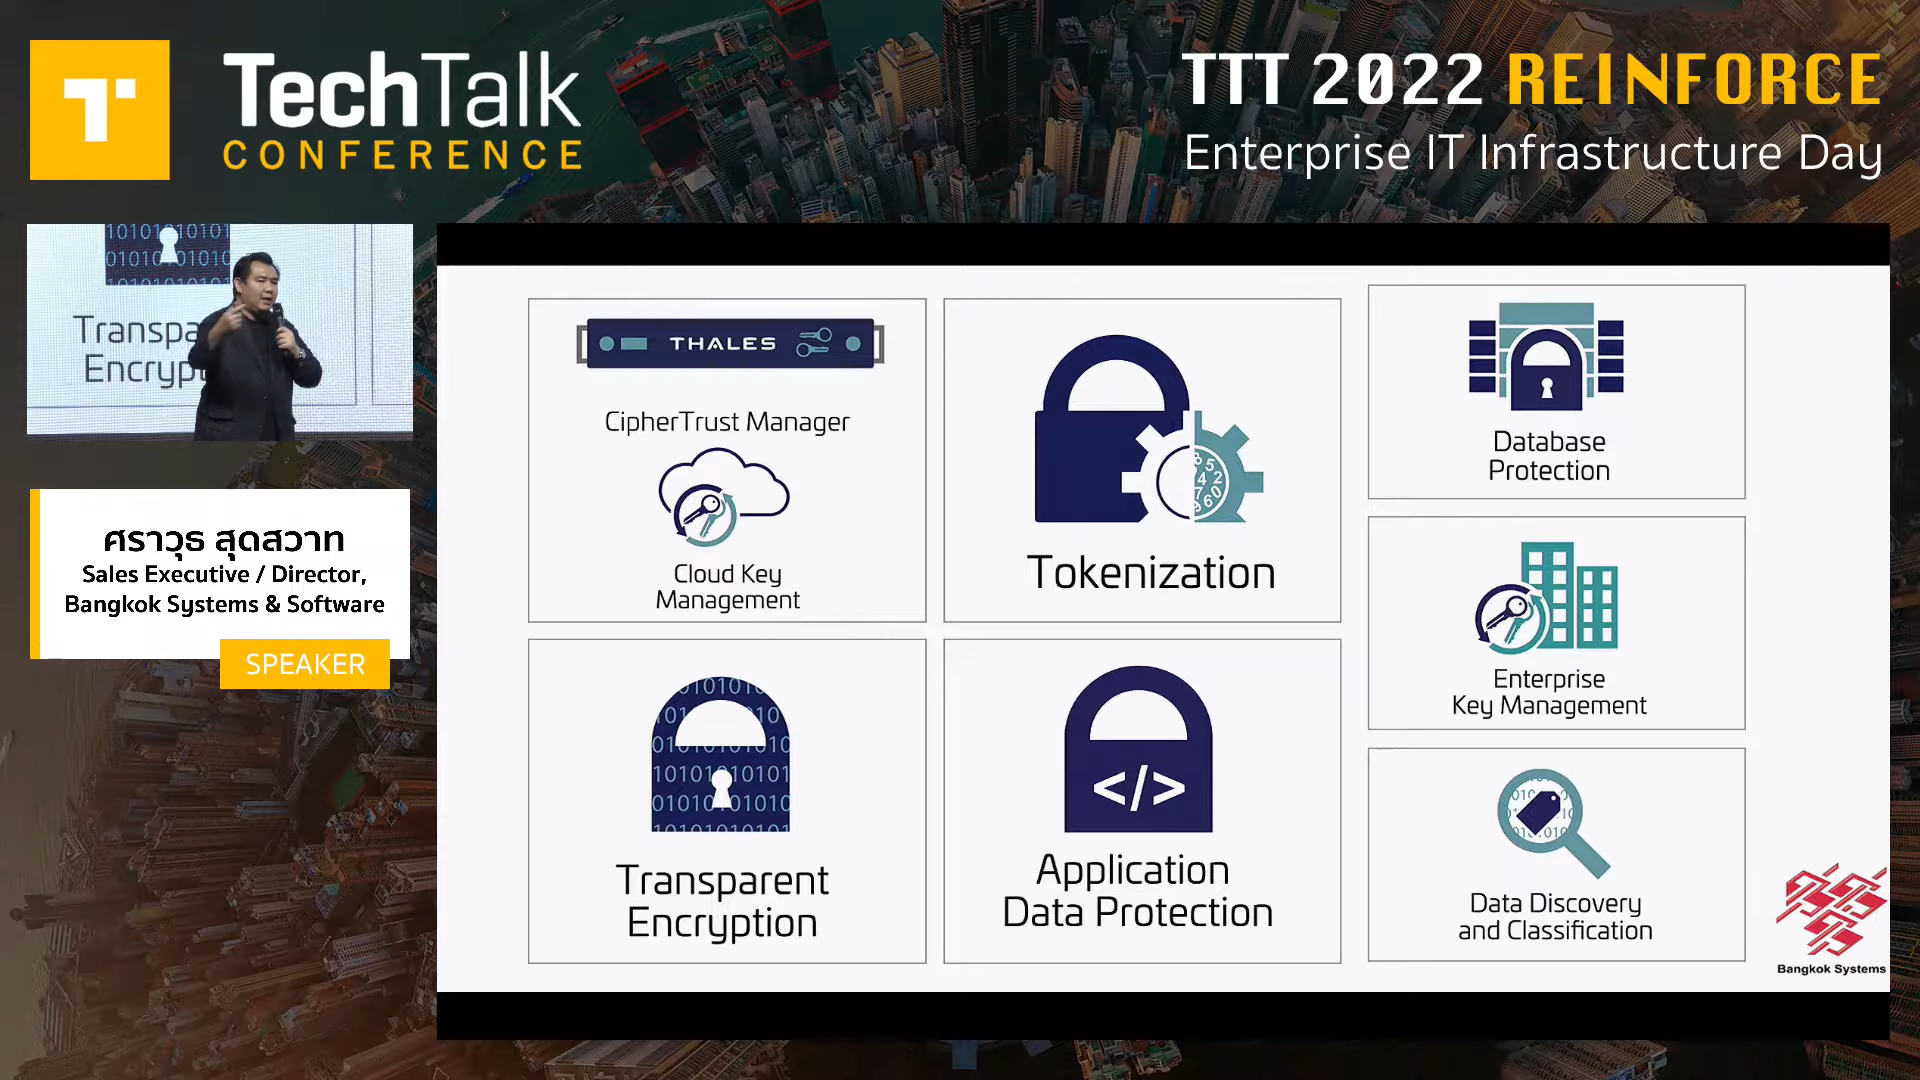 TechTalk
CONFERENCE
TTT 2022 REINFORCE
Enterprise IT Infrastructure Day
Transpa
Encryp
ศราวุธ สุดสวาท
Sales Executive / Director,
Bangkok Systems & Software
SPEAKER
THALES
CipherTrust Manager
Cloud Key
Management
Tokenization
Database
Protection
Enterprise
Key Management
Transparent
Encryption
Application
Data Protection
</>
Data Discovery
and Classification
Bangkok Systems